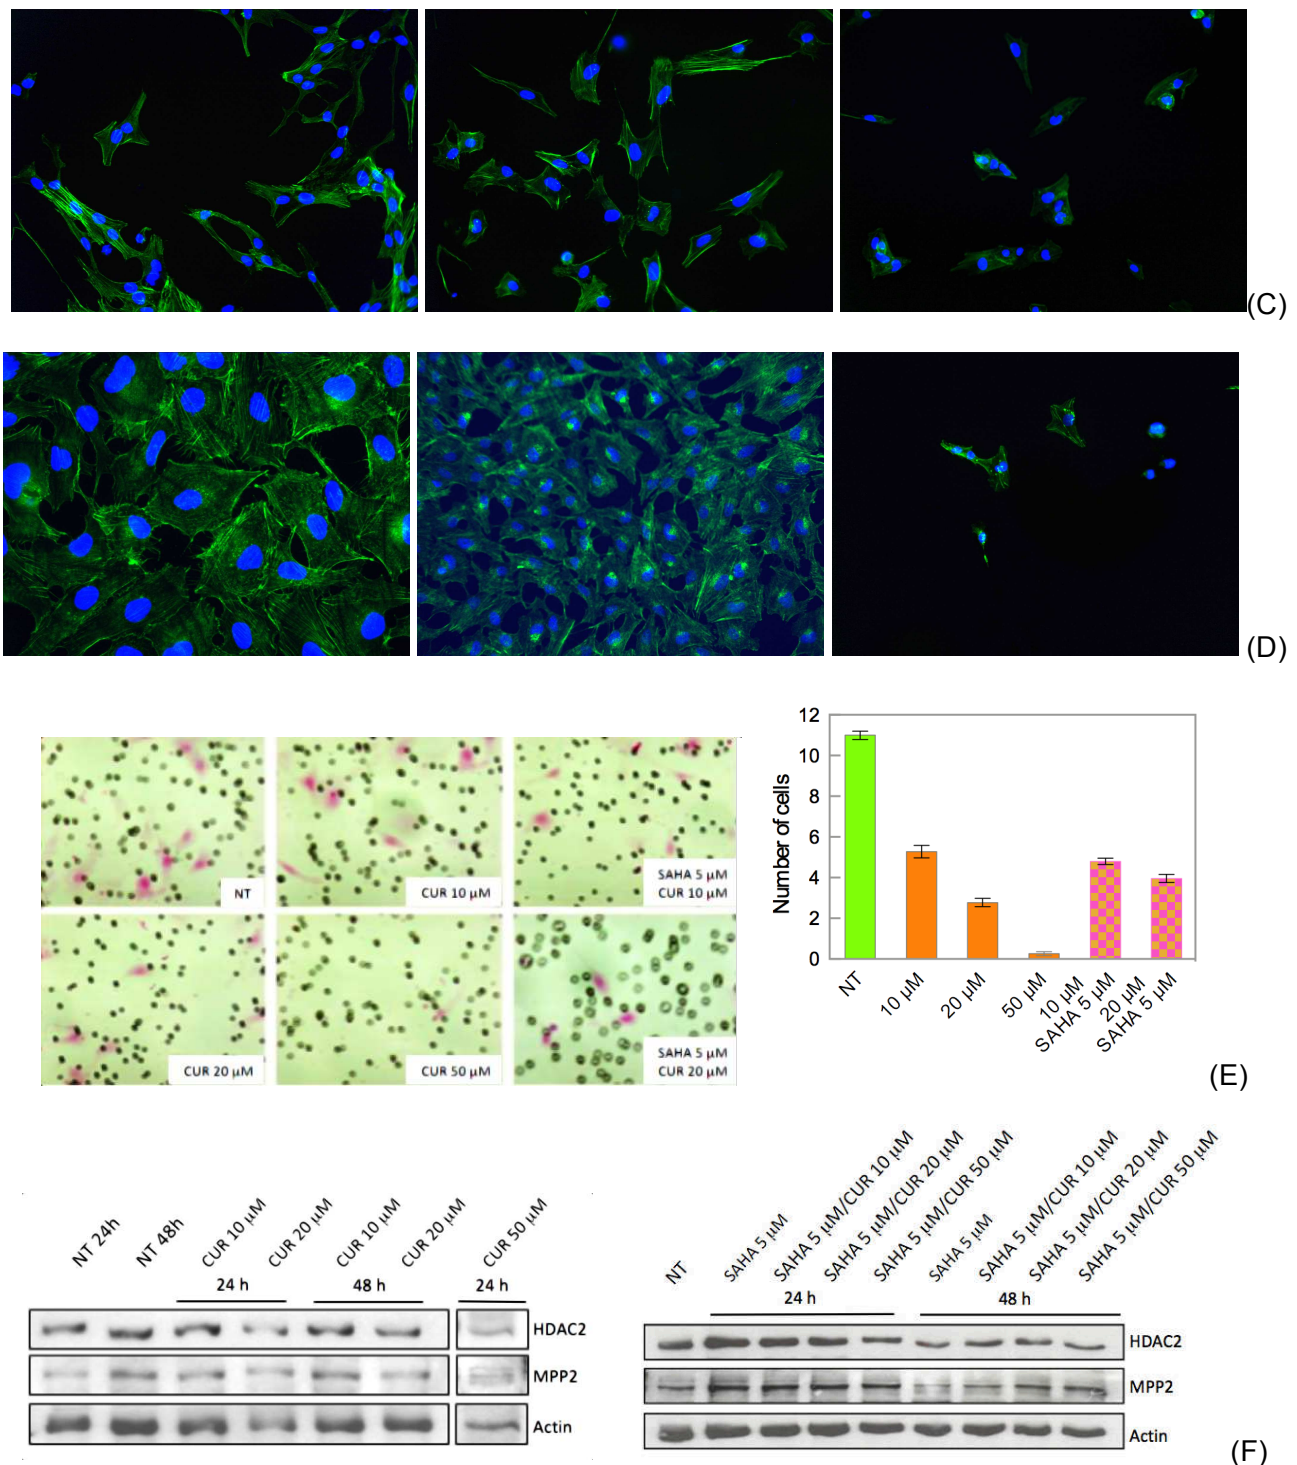 (C)
(D)
NT
CUR 10 µM
SAHA 5 µM
CUR 10 µM
CUR 20 µM
CUR 50 µM
SAHA 5 µM
CUR 20 µM
12
10
8
6
4
2
0
Number of cells
NT
10 µM
20 µM
50 µM
10 µM
SAHA 5 µM
20 µM
SAHA 5 µM
(E)
NT 24h
NT 48h
CUR 10 µM
CUR 20 µM
CUR 10 µM
CUR 20 µM
CUR 50 µM
24 h
48 h
24 h
HDAC2
MPP2
Actin
NT
SAHA 5 µM
SAHA 5 µM/CUR 10 µM
SAHA 5 µM/CUR 20 µM
SAHA 5 µM/CUR 50 µM
SAHA 5 µM
SAHA 5 µM/CUR 10 µM
SAHA 5 µM/CUR 20 µM
SAHA 5 µM/CUR 50 µM
24 h
48 h
HDAC2
MPP2
Actin
(F)